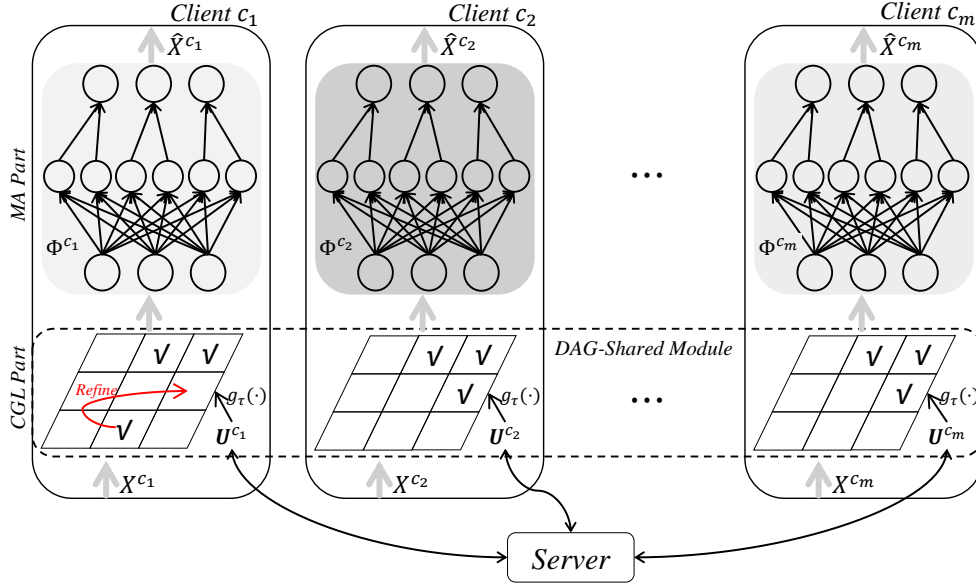 Client c₁
Client c₂
Client cₘ
X̂^{c₁}
X̂^{c₂}
X̂^{cₘ}
MA Part
...
Φ^{c₁}
Φ^{c₂}
Φ^{cₘ}
CGL Part
DAG-Shared Module
√ √
√ √
√ √
Refine
√
√
√
g_τ(·)
g_τ(·)
...
U^{c₁}
U^{c₂}
U^{cₘ}
X^{c₁}
X^{c₂}
X^{cₘ}
Server